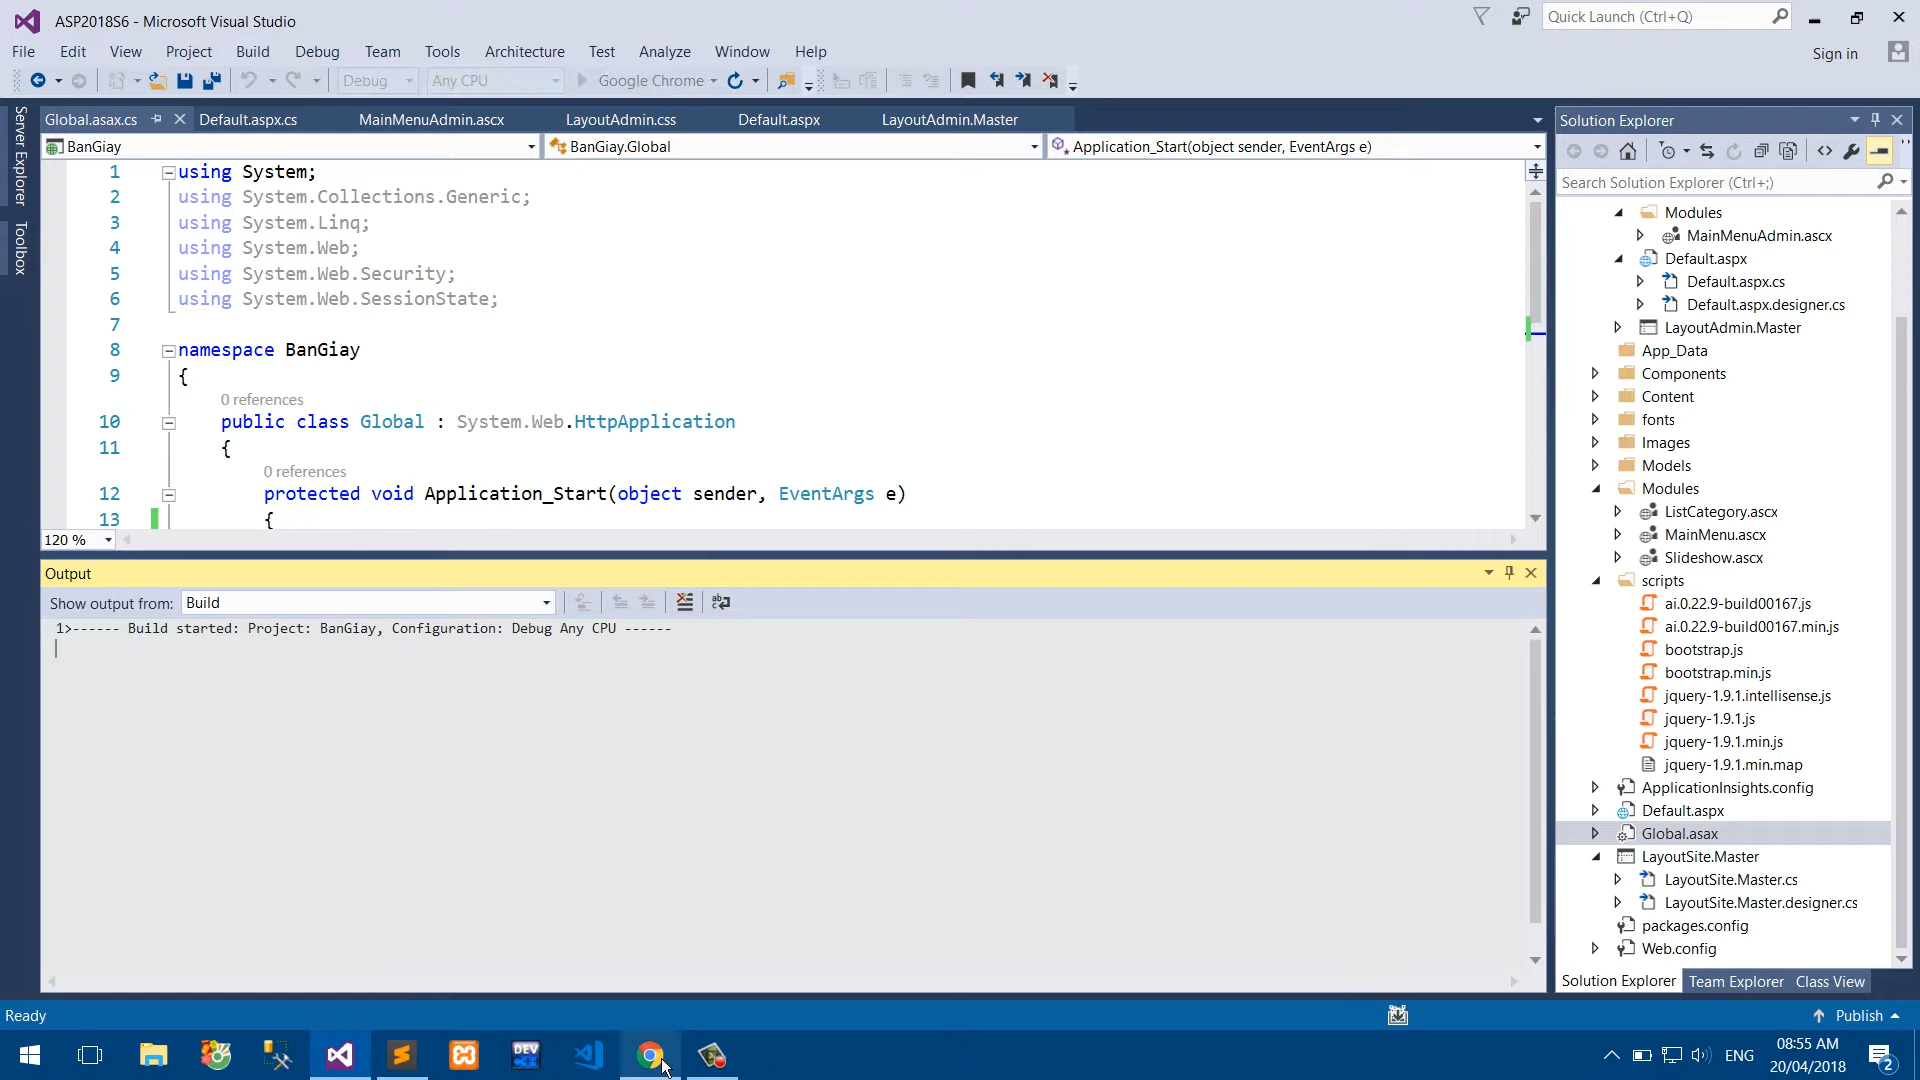 ASP2018S6 - Microsoft Visual Studio
Quick Launch (Ctrl+Q)
File Edit View Project Build Debug Team Tools Architecture Test Analyze Window Help
Sign in
Debug Any CPU Google Chrome
Server Explorer
Toolbox
Global.asax.cs Default.aspx.cs MainMenuAdmin.ascx LayoutAdmin.css Default.aspx LayoutAdmin.Master
BanGiay BanGiay.Global Application_Start(object sender, EventArgs e)
1 using System;
2 using System.Collections.Generic;
3 using System.Linq;
4 using System.Web;
5 using System.Web.Security;
6 using System.Web.SessionState;
7
8 namespace BanGiay
9 {
0 references
10 public class Global : System.Web.HttpApplication
11 {
0 references
12 protected void Application_Start(object sender, EventArgs e)
13 {
120 %
Output
Show output from: Build
1>------ Build started: Project: BanGiay, Configuration: Debug Any CPU ------
Solution Explorer
Search Solution Explorer (Ctrl+;)
Modules
MainMenuAdmin.ascx
Default.aspx
Default.aspx.cs
Default.aspx.designer.cs
LayoutAdmin.Master
App_Data
Components
Content
fonts
Images
Models
Modules
ListCategory.ascx
MainMenu.ascx
Slideshow.ascx
scripts
ai.0.22.9-build00167.js
ai.0.22.9-build00167.min.js
bootstrap.js
bootstrap.min.js
jquery-1.9.1.intellisense.js
jquery-1.9.1.js
jquery-1.9.1.min.js
jquery-1.9.1.min.map
ApplicationInsights.config
Default.aspx
Global.asax
LayoutSite.Master
LayoutSite.Master.cs
LayoutSite.Master.designer.cs
packages.config
Web.config
Solution Explorer Team Explorer Class View
Ready
Publish
DEV
ENG
08:55 AM
20/04/2018
2